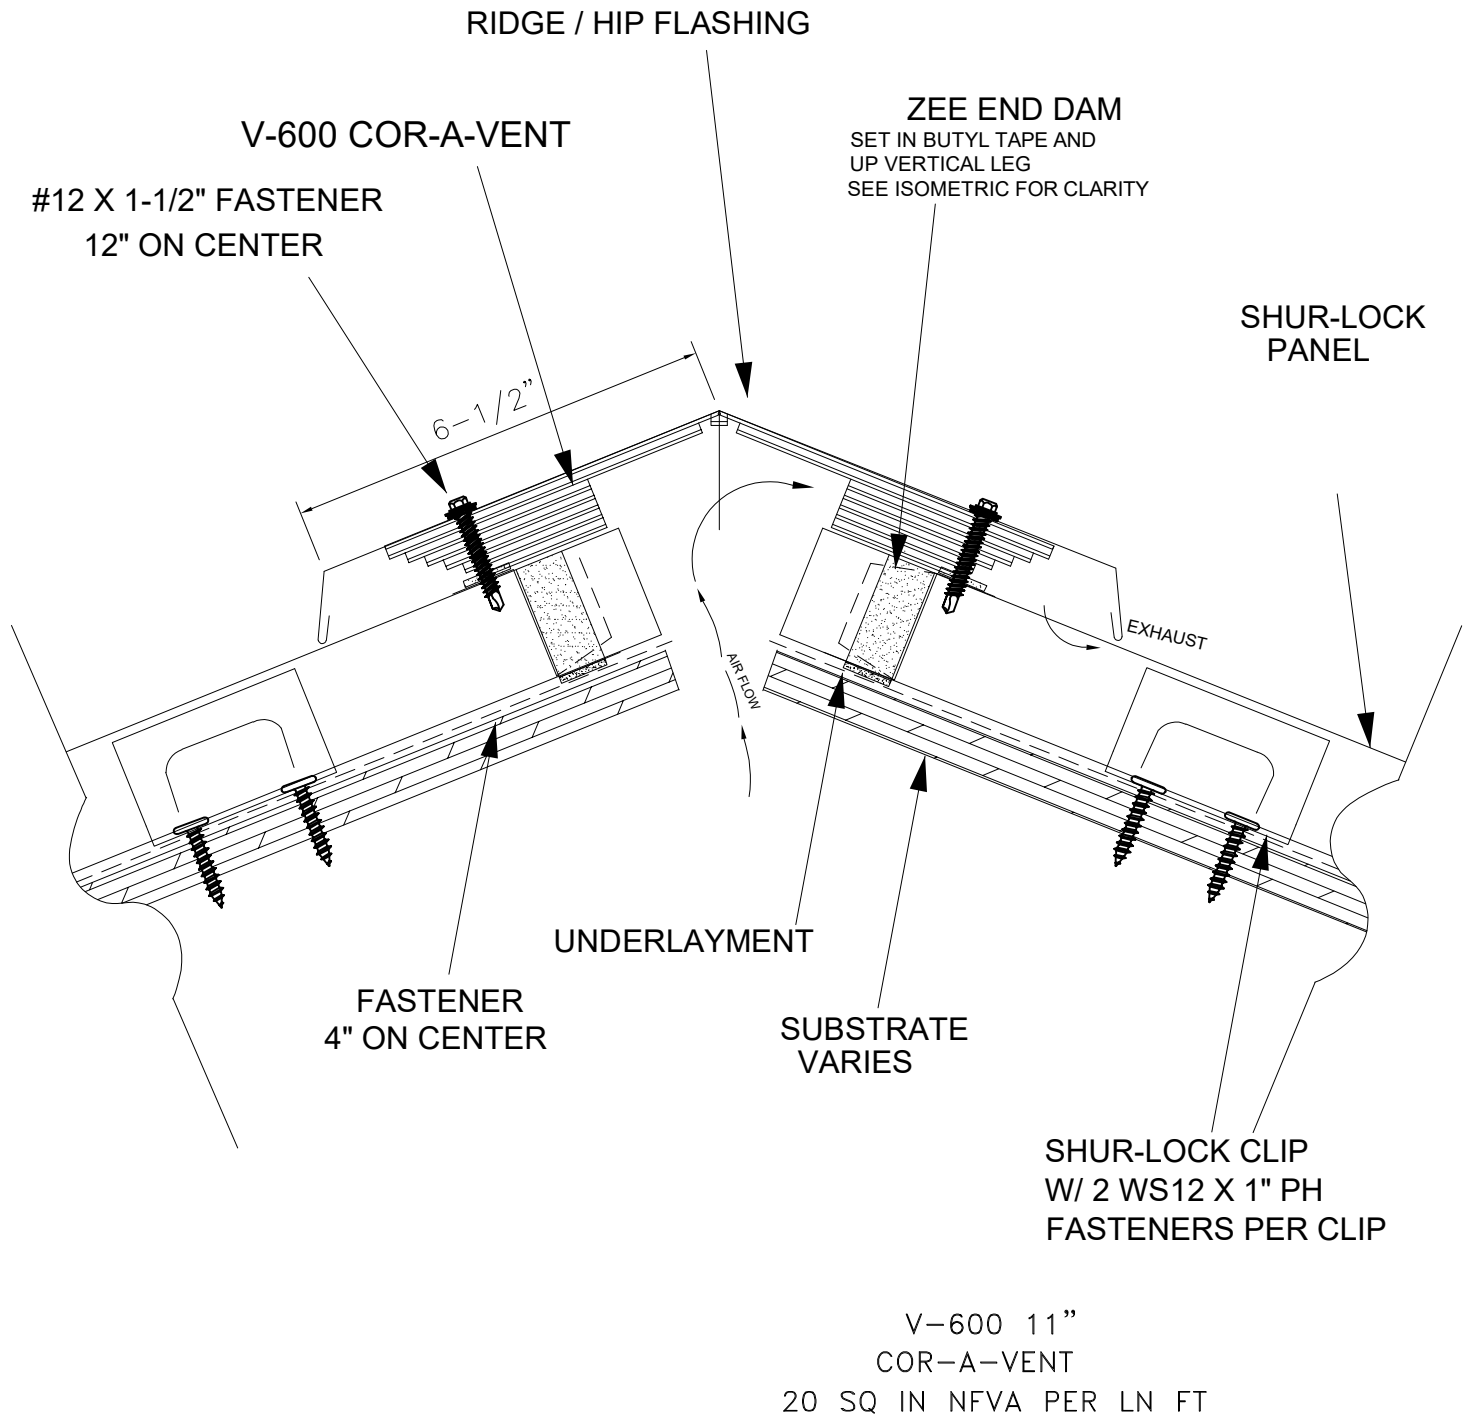 RIDGE / HIP FLASHING
ZEE END DAM
SET IN BUTYL TAPE AND
UP VERTICAL LEG
SEE ISOMETRIC FOR CLARITY
V-600 COR-A-VENT
#12 X 1-1/2" FASTENER
12" ON CENTER
SHUR-LOCK
PANEL
6-1/2"
EXHAUST
AIR FLOW
UNDERLAYMENT
FASTENER
4" ON CENTER
SUBSTRATE
VARIES
SHUR-LOCK CLIP
W/ 2 WS12 X 1" PH
FASTENERS PER CLIP
V-600 11"
COR-A-VENT
20 SQ IN NFVA PER LN FT